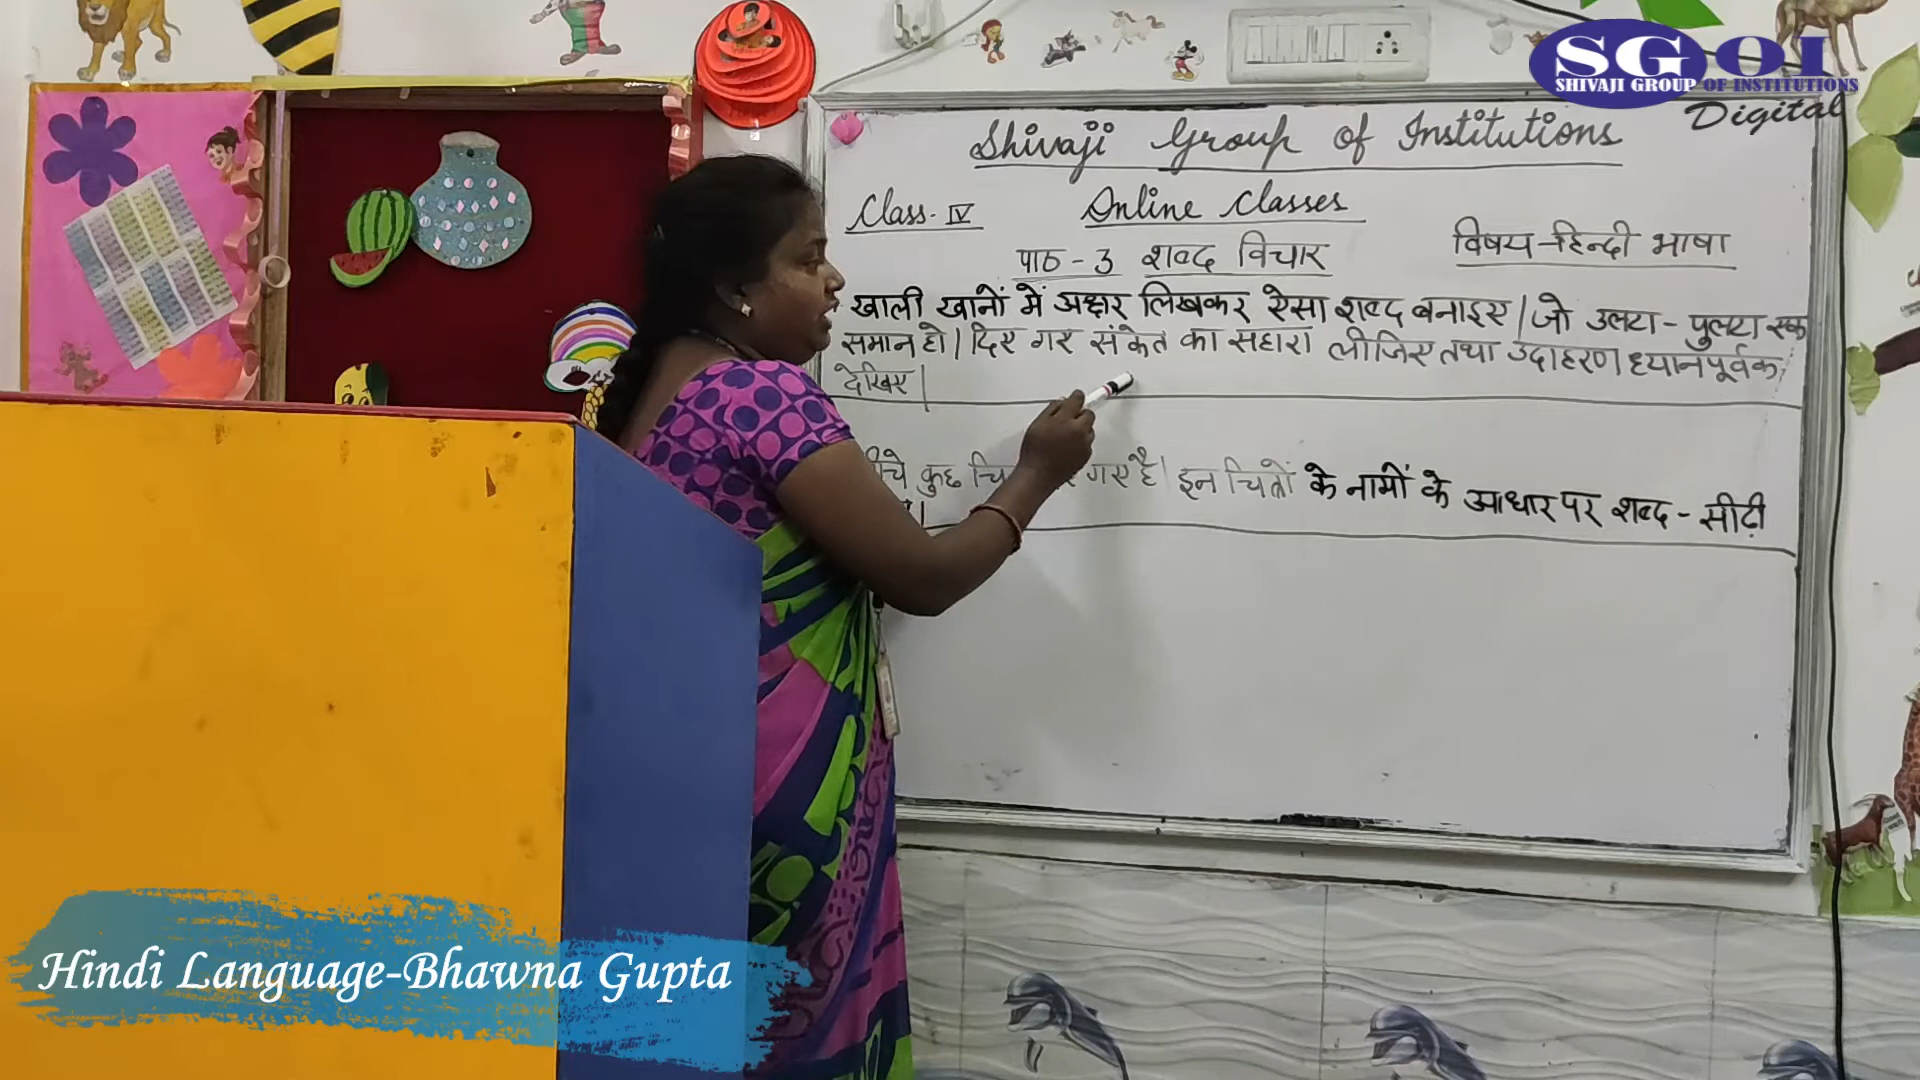 SGOI
SHIVAJI GROUP OF INSTITUTIONS
Digital
Shivaji Group of Institutions
Class-IV
Online Classes
विषय-हिन्दी भाषा
पाठ-3 शब्द विचार
खाली खानों में अक्षर लिखकर ऐसा शब्द बनाइए। जो उलटा-पुलटा एक
समान हो। दिए गए संकेत का सहारा लीजिए तथा उदाहरण ध्यानपूर्वक
देखिए।
कुछ गए है। इन चित्रों के नामों के आधार पर शब्द-सीढ़ी
Hindi Language-Bhawna Gupta